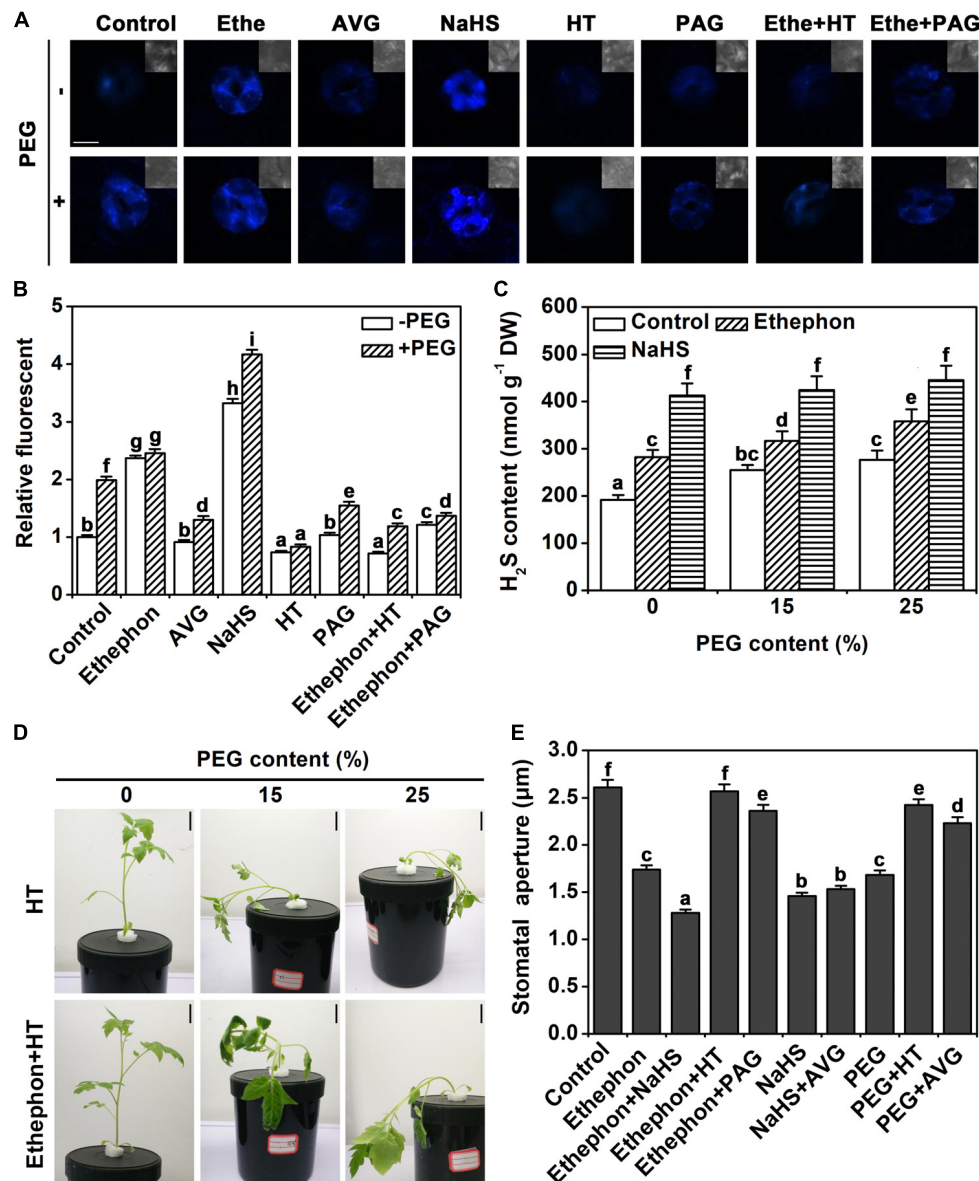 A
Control Ethe AVG NaHS HT PAG Ethe+HT Ethe+PAG
PEG
-
+
B
Relative fluorescent
5
4
3
2
1
0
-PEG
+PEG
b f g g b d h i a a b e a c c d
Control
Ethephon
AVG
NaHS
HT
PAG
Ethephon+HT
Ethephon+PAG
C
H₂S content (nmol g⁻¹ DW)
600
500
400
300
200
100
0
Control Ethephon
NaHS
a c f bc d f c e f
0 15 25
PEG content (%)
D
PEG content (%)
0 15 25
HT
Ethephon+HT
E
Stomatal aperture (µm)
3.0
2.5
2.0
1.5
1.0
0.5
0.0
f c a f e b b c e d
Control
Ethephon
Ethephon+NaHS
Ethephon+HT
Ethephon+PAG
NaHS
NaHS+AVG
PEG
PEG+HT
PEG+AVG